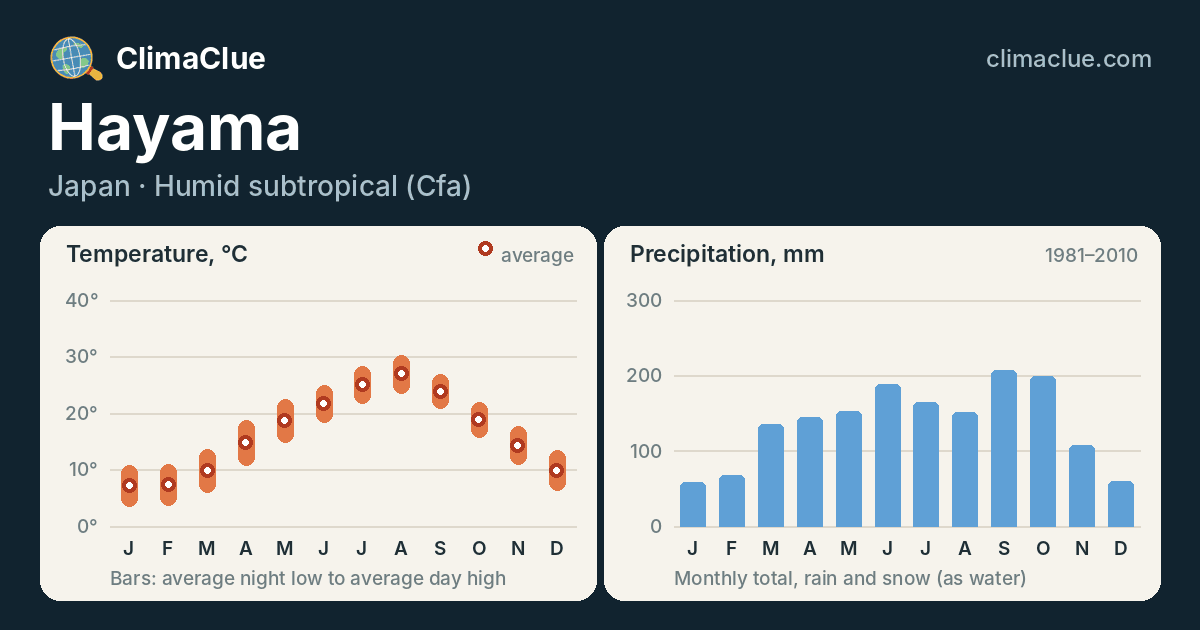 ClimaClue
climaclue.com
Hayama
Japan · Humid subtropical (Cfa)
Temperature, °C
average
40°
30°
20°
10°
0°
J F M A M J J A S O N D
Bars: average night low to average day high
Precipitation, mm
1981–2010
300
200
100
0
J F M A M J J A S O N D
Monthly total, rain and snow (as water)